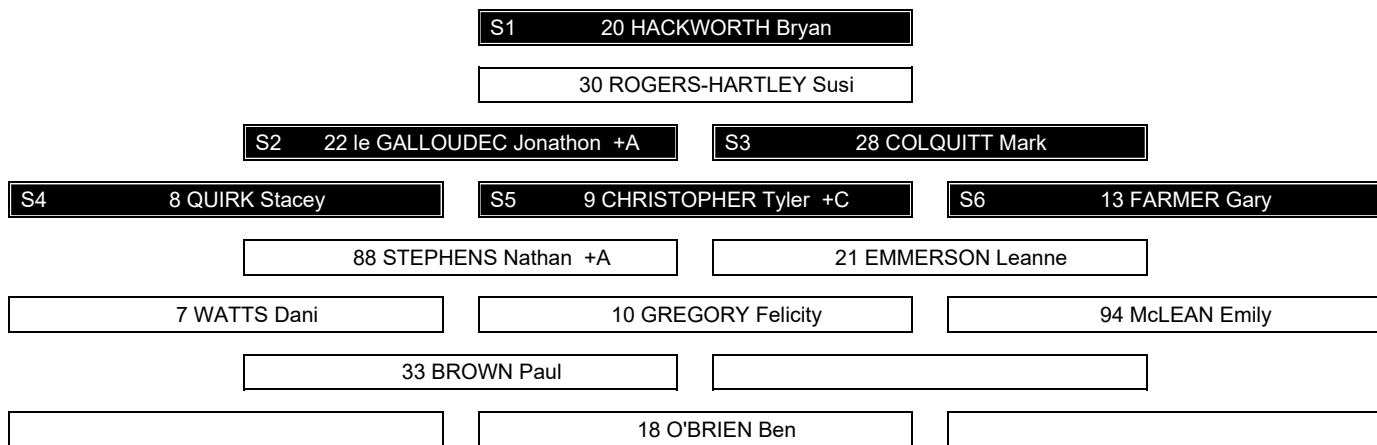 S1 20 HACKWORTH Bryan
30 ROGERS-HARTLEY Susi
S2 22 le GALLOUDEC Jonathon +A S3 28 COLQUITT Mark
S4 8 QUIRK Stacey S5 9 CHRISTOPHER Tyler +C S6 13 FARMER Gary
88 STEPHENS Nathan +A 21 EMMERSON Leanne
7 WATTS Dani 10 GREGORY Felicity 94 McLEAN Emily
33 BROWN Paul
18 O'BRIEN Ben